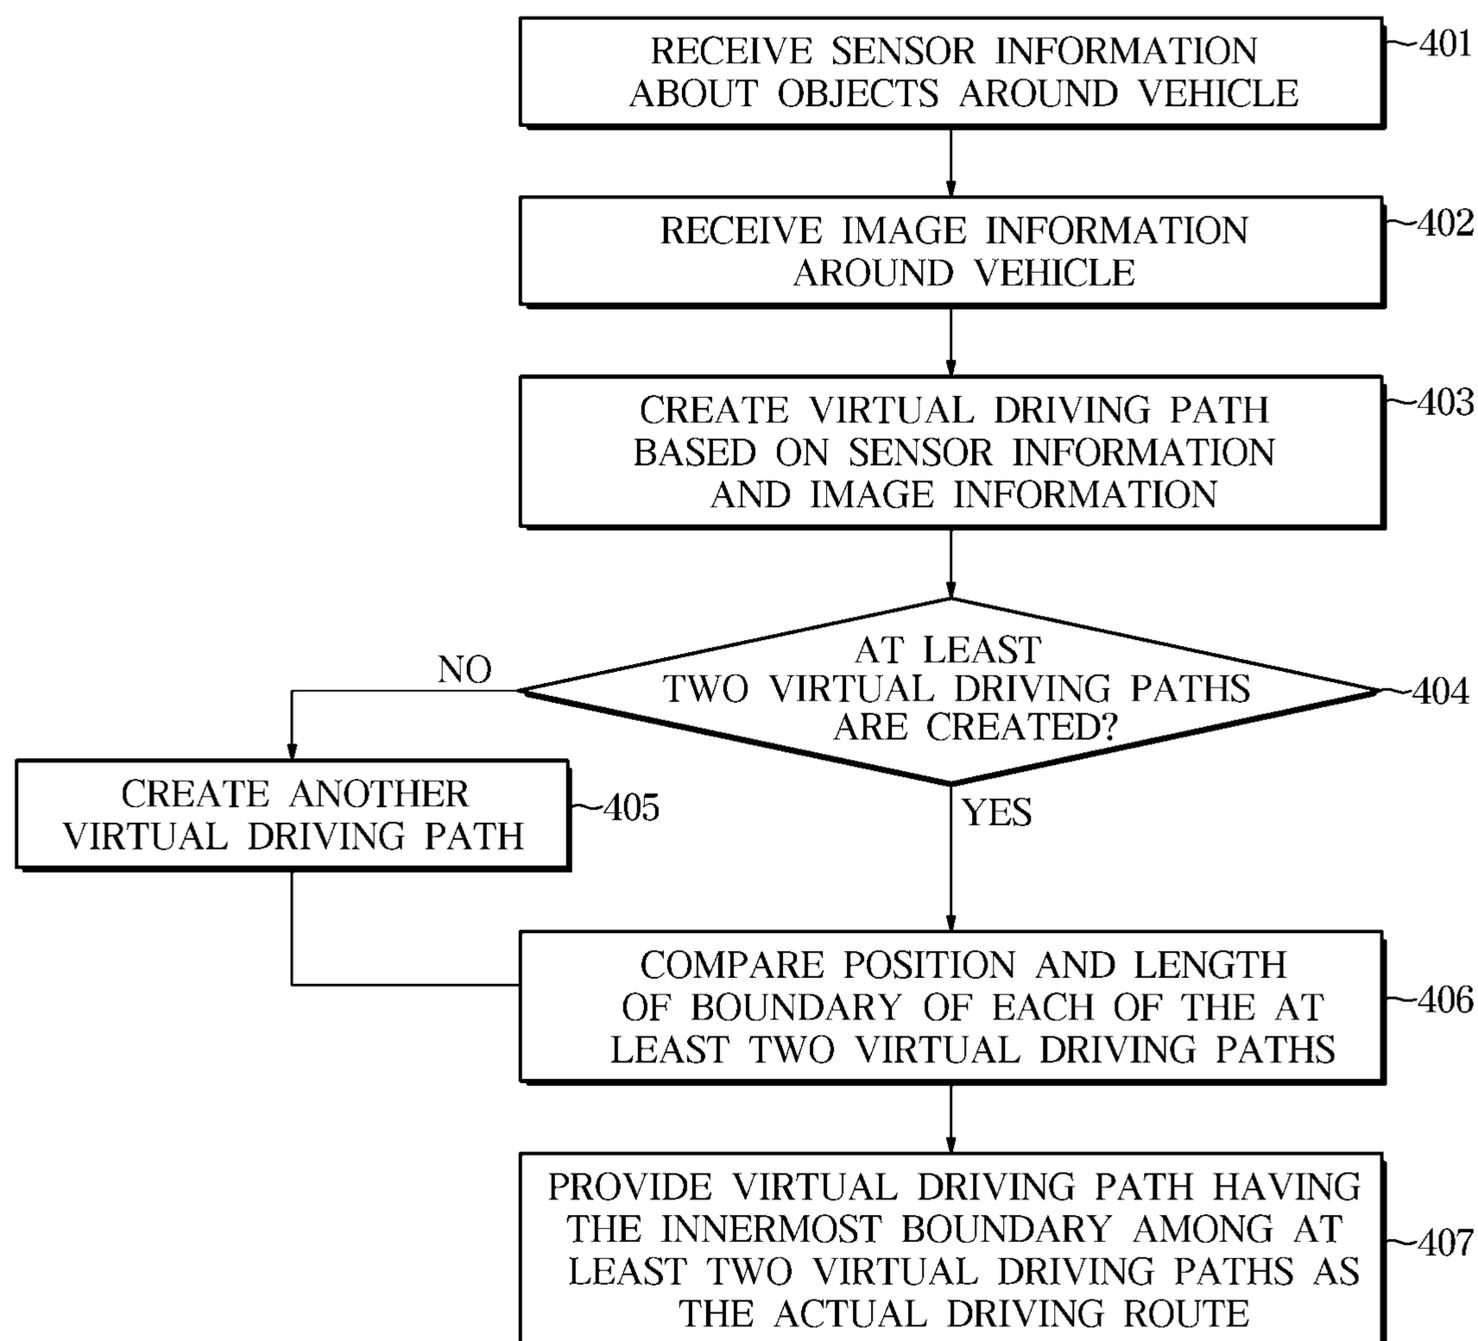 RECEIVE SENSOR INFORMATION
ABOUT OBJECTS AROUND VEHICLE
401
RECEIVE IMAGE INFORMATION
AROUND VEHICLE
402
CREATE VIRTUAL DRIVING PATH
BASED ON SENSOR INFORMATION
AND IMAGE INFORMATION
403
AT LEAST
TWO VIRTUAL DRIVING PATHS
ARE CREATED?
404
NO
CREATE ANOTHER
VIRTUAL DRIVING PATH
405
YES
COMPARE POSITION AND LENGTH
OF BOUNDARY OF EACH OF THE AT
LEAST TWO VIRTUAL DRIVING PATHS
406
PROVIDE VIRTUAL DRIVING PATH HAVING
THE INNERMOST BOUNDARY AMONG AT
LEAST TWO VIRTUAL DRIVING PATHS AS
THE ACTUAL DRIVING ROUTE
407